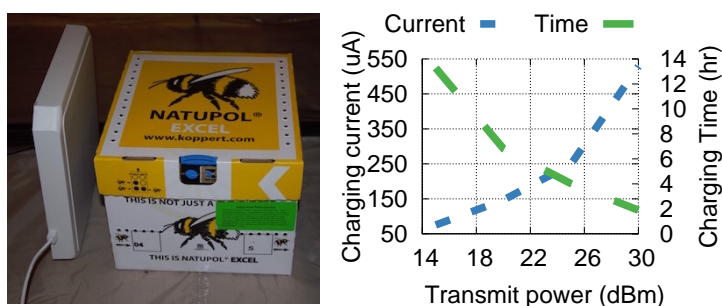 NATUPOL®
EXCEL
www.koppert.com
THIS IS NOT JUST A
04
5
THIS IS NATUPOL® EXCEL
Current
Time
Charging current (uA)
550
450
350
250
150
50
14
12
10
8
6
4
2
0
Charging Time (hr)
14 18 22 26 30
Transmit power (dBm)